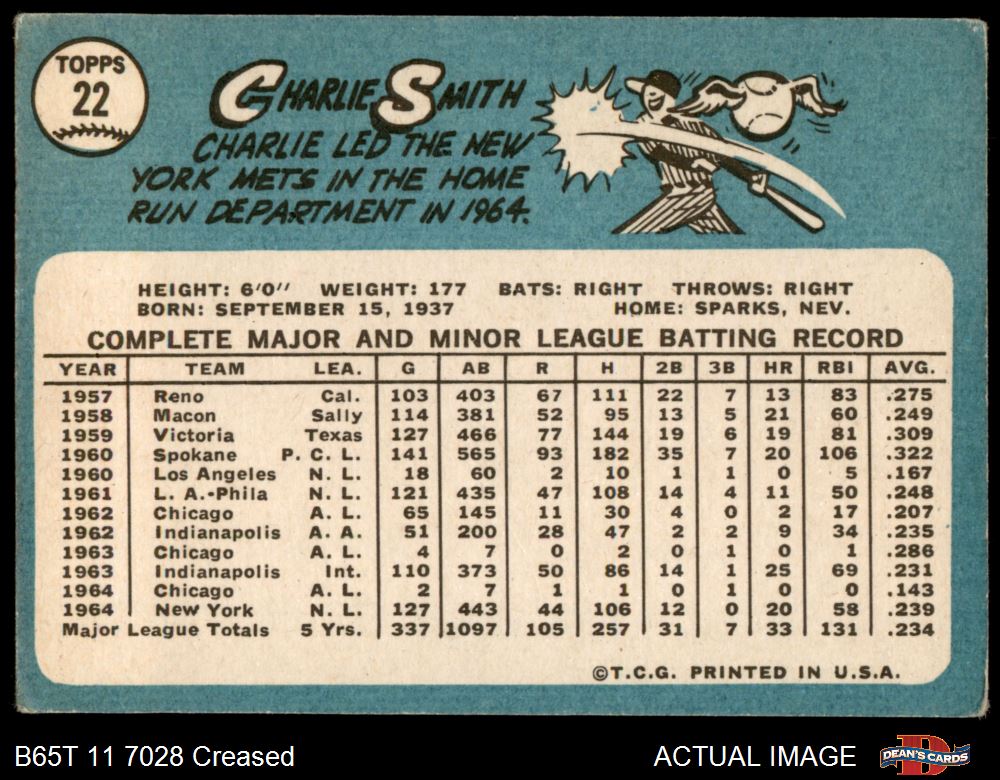 TOPPS
22
CHARLIE SMITH
CHARLIE LED THE NEW
YORK METS IN THE HOME
RUN DEPARTMENT IN 1964.
HEIGHT: 6'0" WEIGHT: 177 BATS: RIGHT THROWS: RIGHT
BORN: SEPTEMBER 15, 1937 HOME: SPARKS, NEV.
COMPLETE MAJOR AND MINOR LEAGUE BATTING RECORD
YEAR TEAM LEA. G AB R H 2B 3B HR RBI AVG.
1957 Reno Cal. 103 403 67 111 22 7 13 83 .275
1958 Macon Sally 114 381 52 95 13 5 21 60 .249
1959 Victoria Texas 127 466 77 144 19 6 19 81 .309
1960 Spokane P. C. L. 141 565 93 182 35 7 20 106 .322
1960 Los Angeles N. L. 18 60 2 10 1 1 0 5 .167
1961 L. A.-Phila N. L. 121 435 47 108 14 4 11 50 .248
1962 Chicago A. L. 65 145 11 30 4 0 2 17 .207
1962 Indianapolis A. A. 51 200 28 47 2 2 9 34 .235
1963 Chicago A. L. 4 7 0 2 0 1 0 1 .286
1963 Indianapolis Int. 110 373 50 86 14 1 25 69 .231
1964 Chicago A. L. 2 7 1 1 0 1 0 0 .143
1964 New York N. L. 127 443 44 106 12 0 20 58 .239
Major League Totals 5 Yrs. 337 1097 105 257 31 7 33 131 .234
©T.C.G. PRINTED IN U.S.A.
B65T 11 7028 Creased ACTUAL IMAGE DEAN'S CARDS